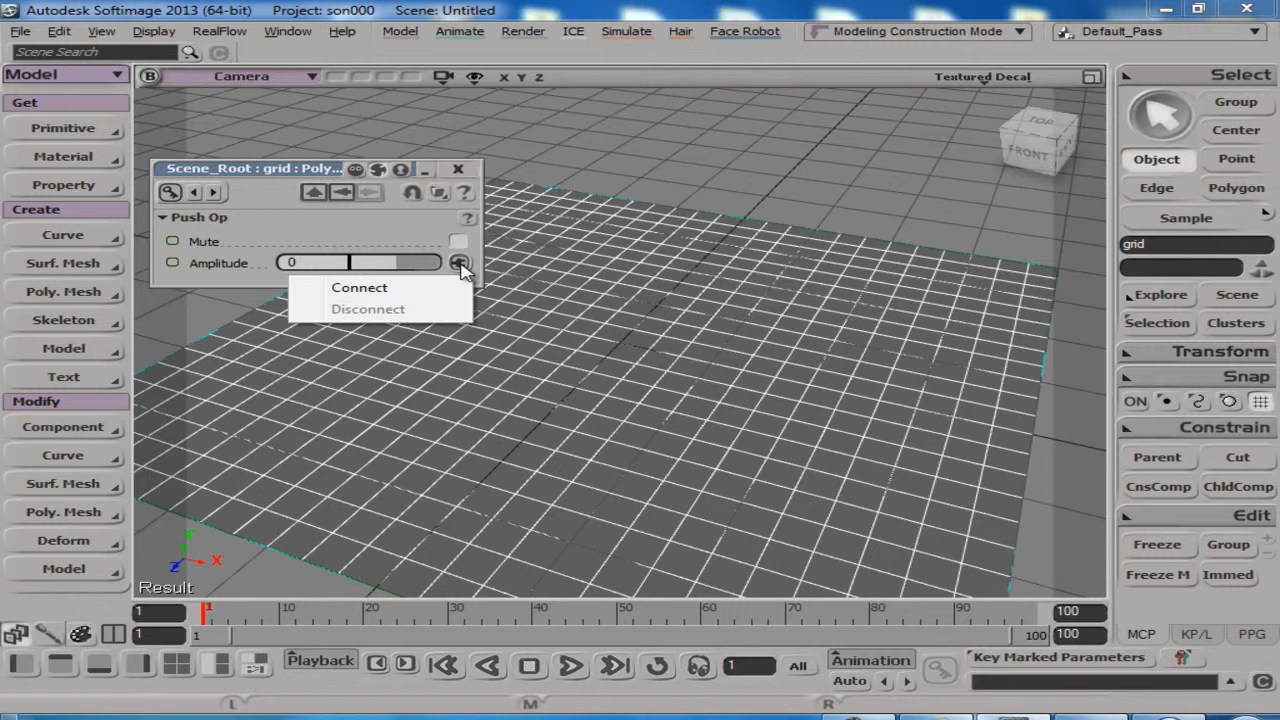 Autodesk Softimage 2013 (64-bit) Project: son000 Scene: Untitled
File Edit View Display RealFlow Window Help Model Animate Render ICE Simulate Hair Face Robot Modeling Construction Mode Default_Pass
Scene Search
Model
Get
Primitive
Material
Property
Create
Curve
Surf. Mesh
Poly. Mesh
Skeleton
Model
Text
Modify
Component
Curve
Surf. Mesh
Poly. Mesh
Deform
Model
B Camera X Y Z Textured Decal
TOP
FRONT
Scene_Root : grid : Poly...
Push Op
Mute
Amplitude 0
Connect
Disconnect
Y
X
Z
Result
Select
Group
Center
Object Point
Edge Polygon
Sample
grid
Explore Scene
Selection Clusters
Transform
Snap
ON
Constrain
Parent Cut
CnsComp ChldComp
Edit
Freeze Group
Freeze M Immed
MCP KP/L PPG
1 1 10 20 30 40 50 60 70 80 90 100
1 1 100 100
Playback 1 All Animation Key Marked Parameters
Auto
L M R